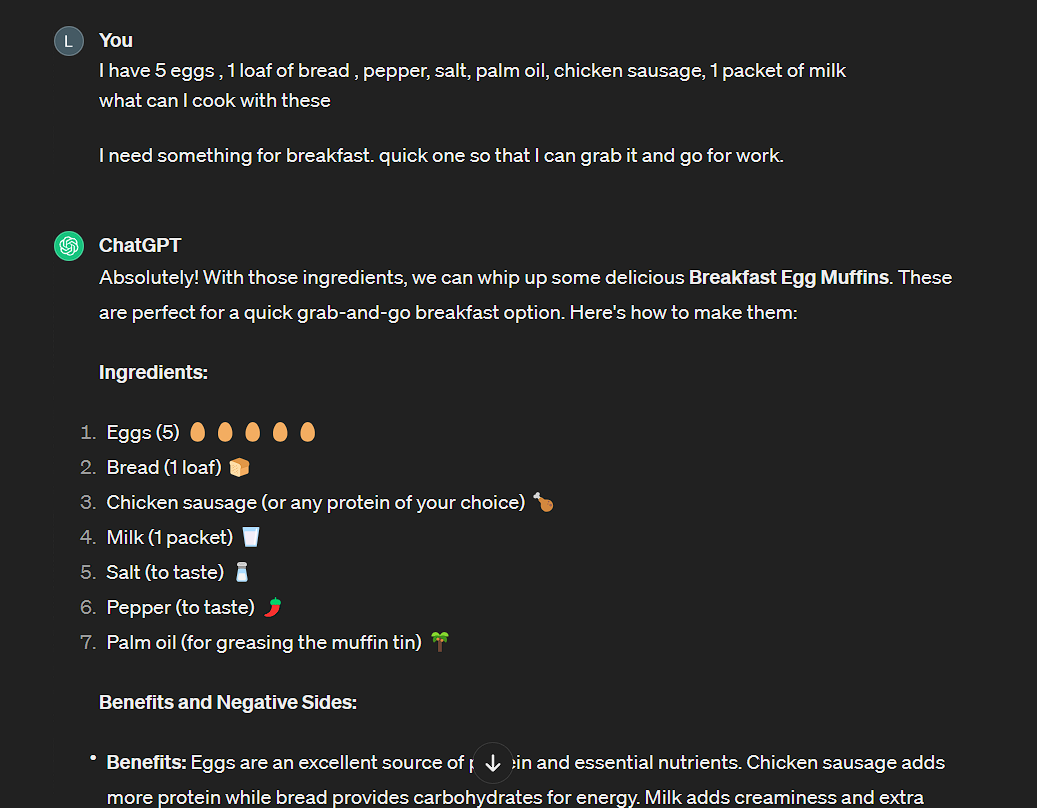 L
You
I have 5 eggs , 1 loaf of bread , pepper, salt, palm oil, chicken sausage, 1 packet of milk
what can I cook with these
I need something for breakfast. quick one so that I can grab it and go for work.
ChatGPT
Absolutely! With those ingredients, we can whip up some delicious Breakfast Egg Muffins. These
are perfect for a quick grab-and-go breakfast option. Here's how to make them:
Ingredients:
1. Eggs (5) 🥚 🥚 🥚 🥚 🥚
2. Bread (1 loaf) 🍞
3. Chicken sausage (or any protein of your choice) 🍗
4. Milk (1 packet) 🥛
5. Salt (to taste) 🧂
6. Pepper (to taste) 🌶️
7. Palm oil (for greasing the muffin tin) 🌴
Benefits and Negative Sides:
• Benefits: Eggs are an excellent source of and essential nutrients. Chicken sausage adds
more protein while bread provides carbohydrates for energy. Milk adds creaminess and extra